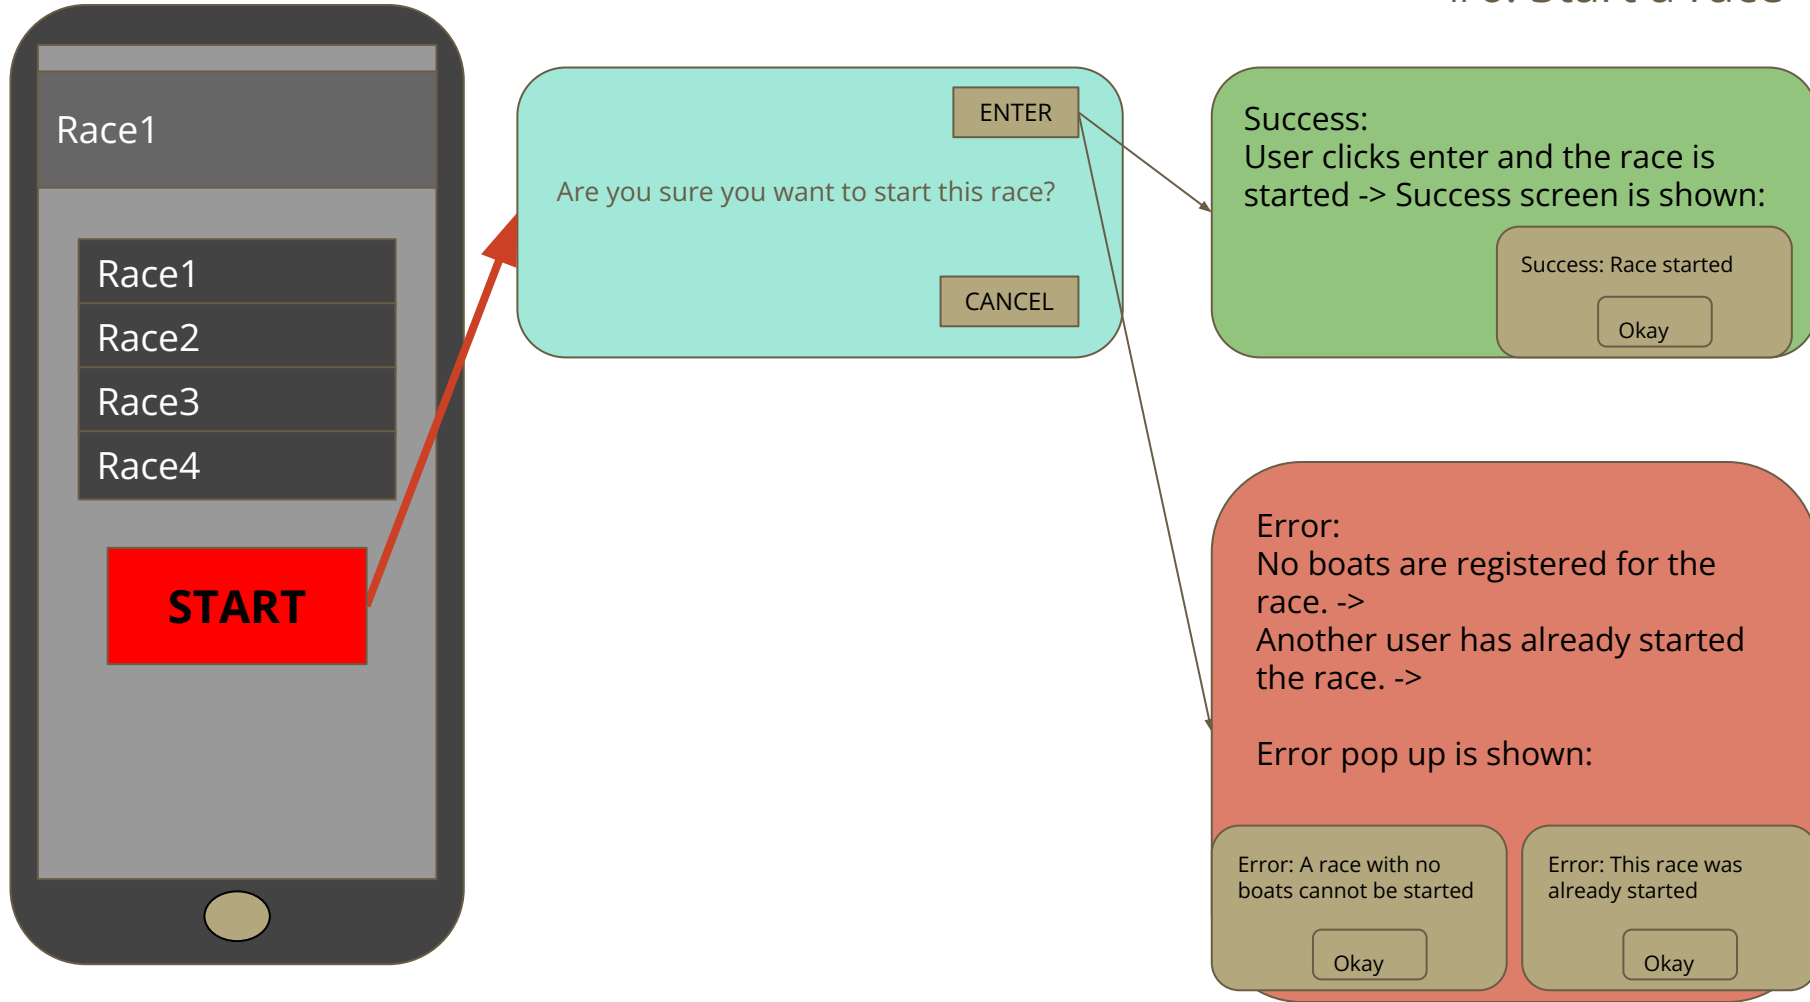 Start a race
Race1
Race1
Race2
Race3
Race4
START
ENTER
Are you sure you want to start this race?
CANCEL
Success:
User clicks enter and the race is
started -> Success screen is shown:
Success: Race started
Okay
Error:
No boats are registered for the
race. ->
Another user has already started
the race. ->
Error pop up is shown:
Error: A race with no
boats cannot be started
Okay
Error: This race was
already started
Okay